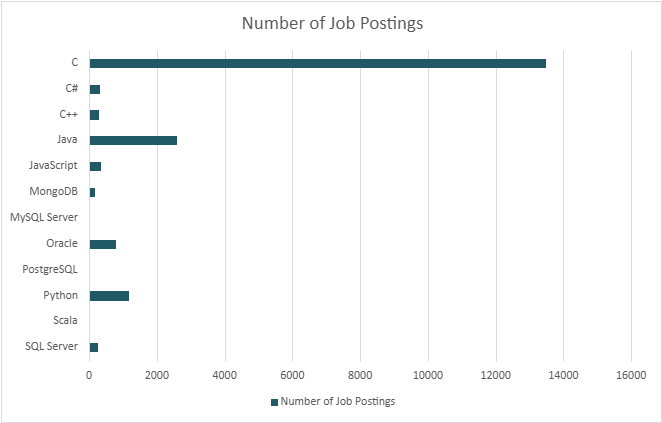 Number of Job Postings
C
C#
C++
Java
JavaScript
MongoDB
MySQL Server
Oracle
PostgreSQL
Python
Scala
SQL Server
0 2000 4000 6000 8000 10000 12000 14000 16000
Number of Job Postings